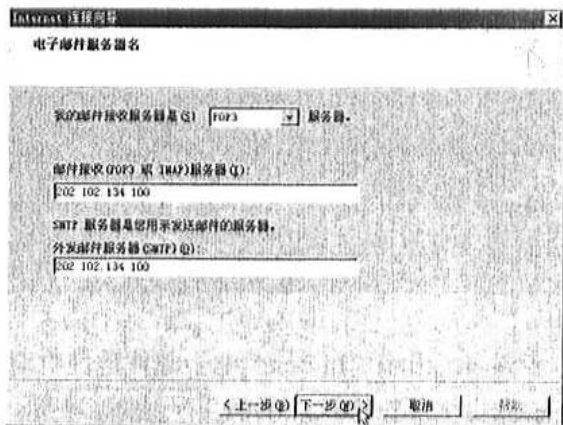 Internet 连接向导
电子邮件服务器名
我的邮件接收服务器是(S) POP3 服务器。
邮件接收(POP3 或 IMAP)服务器(I):
202 102 134 100
SMTP 服务器是您用来发送邮件的服务器。
外发邮件服务器(SMTP)(O):
202 102 134 100
< 上一步(B) 下一步(N) > 取消 帮助